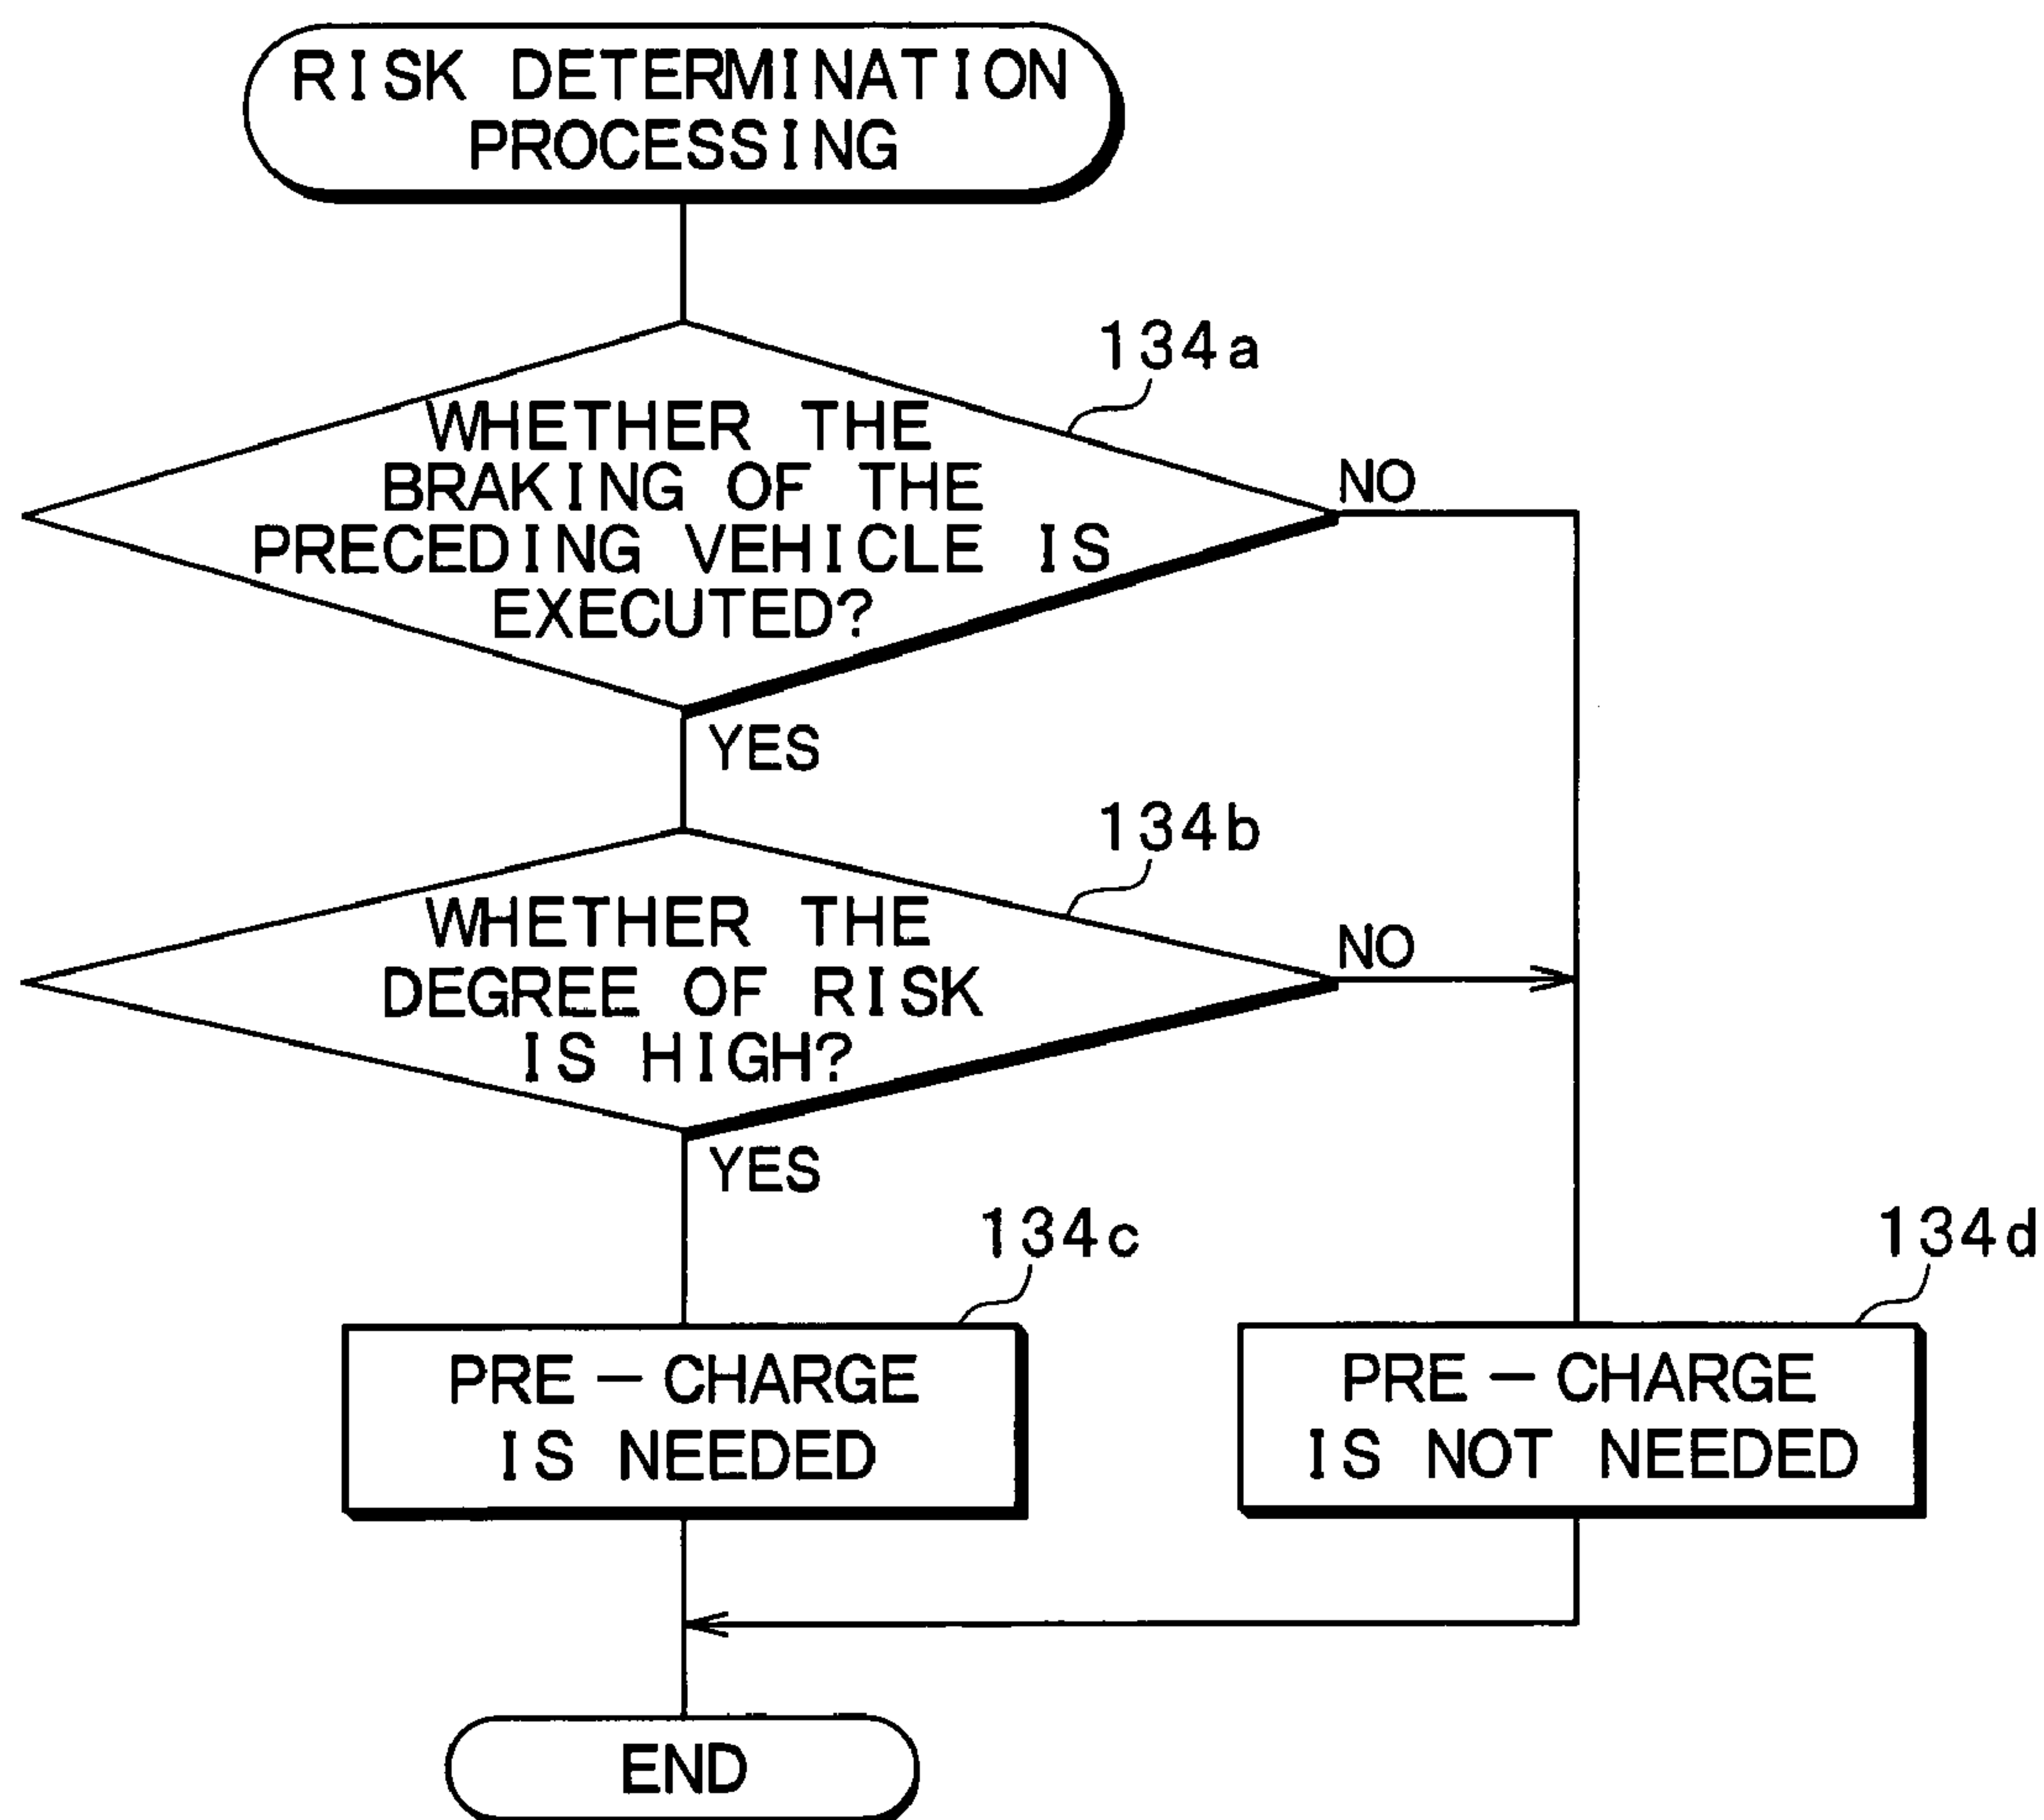 RISK DETERMINATION
PROCESSING
134a
WHETHER THE
BRAKING OF THE
PRECEDING VEHICLE IS
EXECUTED?
NO
YES
134b
WHETHER THE
DEGREE OF RISK
IS HIGH?
NO
YES
134c
PRE-CHARGE
IS NEEDED
134d
PRE-CHARGE
IS NOT NEEDED
END